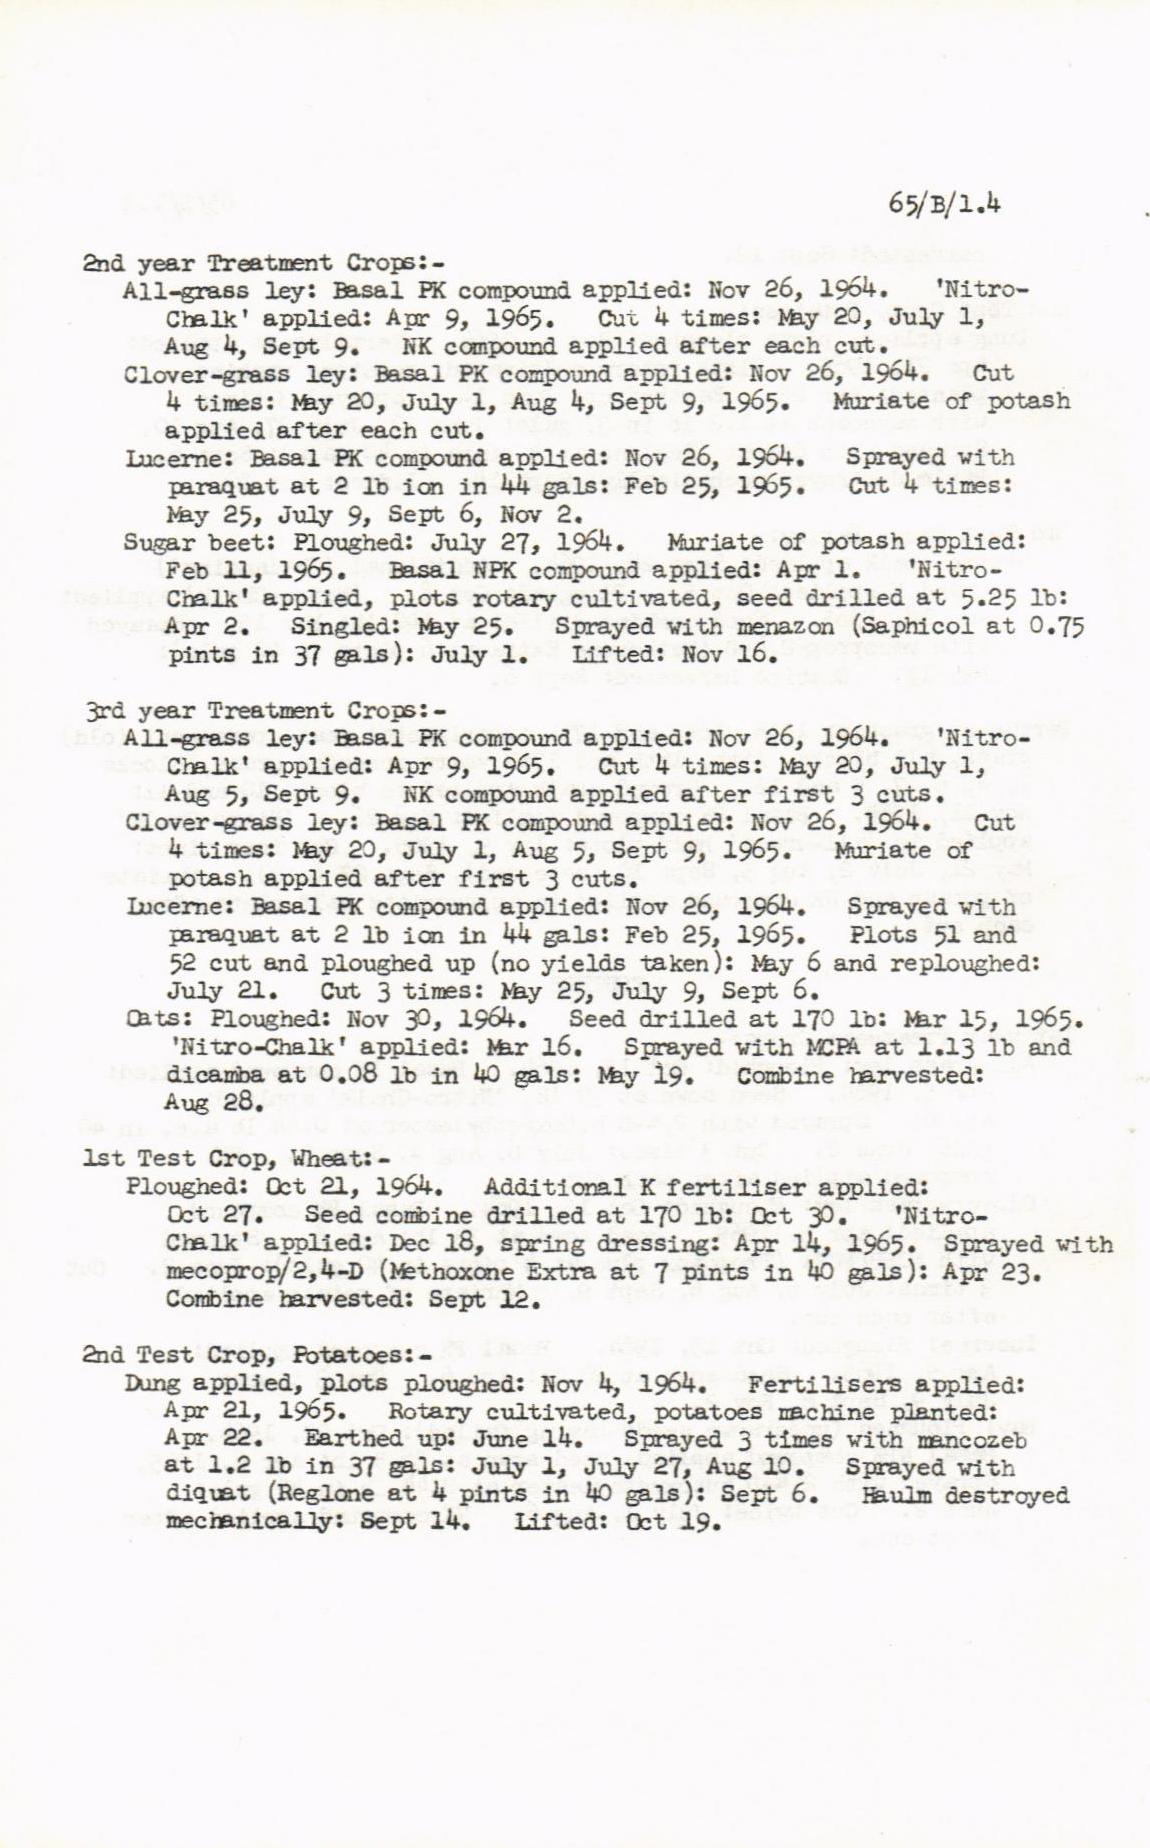 65/B/1.4
2nd year Treatment Crops:-
All-grass ley: Basal PK compound applied: Nov 26, 1964. 'Nitro-
Chalk' applied: Apr 9, 1965. Cut 4 times: May 20, July 1,
Aug 4, Sept 9. NK compound applied after each cut.
Clover-grass ley: Basal PK compound applied: Nov 26, 1964. Cut
4 times: May 20, July 1, Aug 4, Sept 9, 1965. Muriate of potash
applied after each cut.
Lucerne: Basal PK compound applied: Nov 26, 1964. Sprayed with
paraquat at 2 lb ion in 44 gals: Feb 25, 1965. Cut 4 times:
May 25, July 9, Sept 6, Nov 2.
Sugar beet: Ploughed: July 27, 1964. Muriate of potash applied:
Feb 11, 1965. Basal NPK compound applied: Apr 1. 'Nitro-
Chalk' applied, plots rotary cultivated, seed drilled at 5.25 lb:
Apr 2. Singled: May 25. Sprayed with menazon (Saphicol at 0.75
pints in 37 gals): July 1. Lifted: Nov 16.
3rd year Treatment Crops:-
All-grass ley: Basal PK compound applied: Nov 26, 1964. 'Nitro-
Chalk' applied: Apr 9, 1965. Cut 4 times: May 20, July 1,
Aug 5, Sept 9. NK compound applied after first 3 cuts.
Clover-grass ley: Basal PK compound applied: Nov 26, 1964. Cut
4 times: May 20, July 1, Aug 5, Sept 9, 1965. Muriate of
potash applied after first 3 cuts.
Lucerne: Basal PK compound applied: Nov 26, 1964. Sprayed with
paraquat at 2 lb ion in 44 gals: Feb 25, 1965. Plots 51 and
52 cut and ploughed up (no yields taken): May 6 and reploughed:
July 21. Cut 3 times: May 25, July 9, Sept 6.
Oats: Ploughed: Nov 30, 1964. Seed drilled at 170 lb: Mar 15, 1965.
'Nitro-Chalk' applied: Mar 16. Sprayed with MCPA at 1.13 lb and
dicamba at 0.08 lb in 40 gals: May 19. Combine harvested:
Aug 28.
1st Test Crop, Wheat:-
Ploughed: Oct 21, 1964. Additional K fertiliser applied:
Oct 27. Seed combine drilled at 170 lb: Oct 30. 'Nitro-
Chalk' applied: Dec 18, spring dressing: Apr 14, 1965. Sprayed with
mecoprop/2,4-D (Methoxone Extra at 7 pints in 40 gals): Apr 23.
Combine harvested: Sept 12.
2nd Test Crop, Potatoes:-
Dung applied, plots ploughed: Nov 4, 1964. Fertilisers applied:
Apr 21, 1965. Rotary cultivated, potatoes machine planted:
Apr 22. Earthed up: June 14. Sprayed 3 times with mancozeb
at 1.2 lb in 37 gals: July 1, July 27, Aug 10. Sprayed with
diquat (Reglone at 4 pints in 40 gals): Sept 6. Haulm destroyed
mechanically: Sept 14. Lifted: Oct 19.